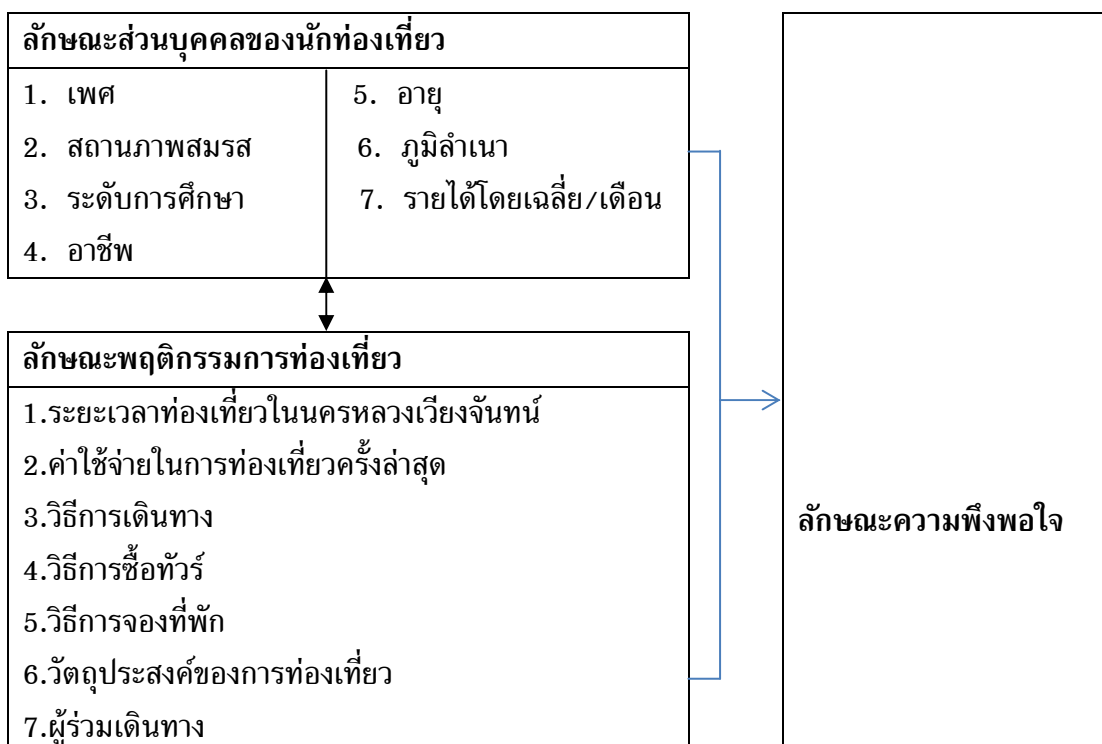 ลักษณะส่วนบุคคลของนักท่องเที่ยว
1. เพศ
2. สถานภาพสมรส
3. ระดับการศึกษา
4. อาชีพ
5. อายุ
6. ภูมิลำเนา
7. รายได้โดยเฉลี่ย/เดือน
ลักษณะพฤติกรรมการท่องเที่ยว
1.ระยะเวลาท่องเที่ยวในนครหลวงเวียงจันทน์
2.ค่าใช้จ่ายในการท่องเที่ยวครั้งล่าสุด
3.วิธีการเดินทาง
4.วิธีการซื้อทัวร์
5.วิธีการจองที่พัก
6.วัตถุประสงค์ของการท่องเที่ยว
7.ผู้ร่วมเดินทาง
ลักษณะความพึงพอใจ